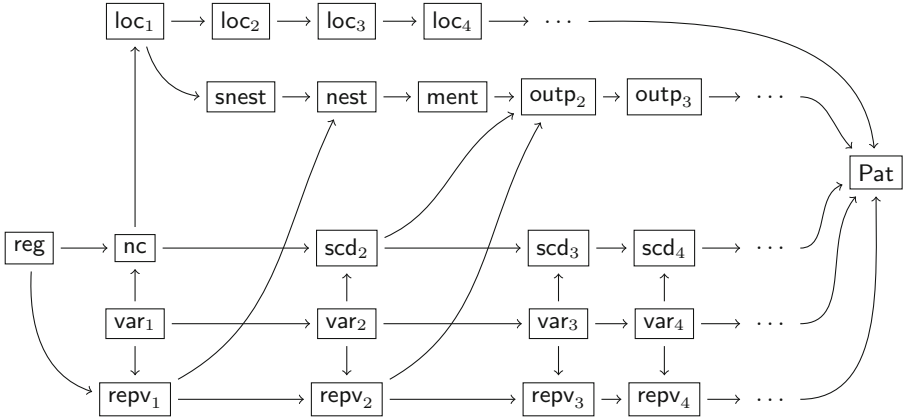 loc₁ loc₂ loc₃ loc₄ ···
snest nest ment outp₂ outp₃ ···
Pat
reg nc scd₂ scd₃ scd₄ ···
var₁ var₂ var₃ var₄ ···
repv₁ repv₂ repv₃ repv₄ ···